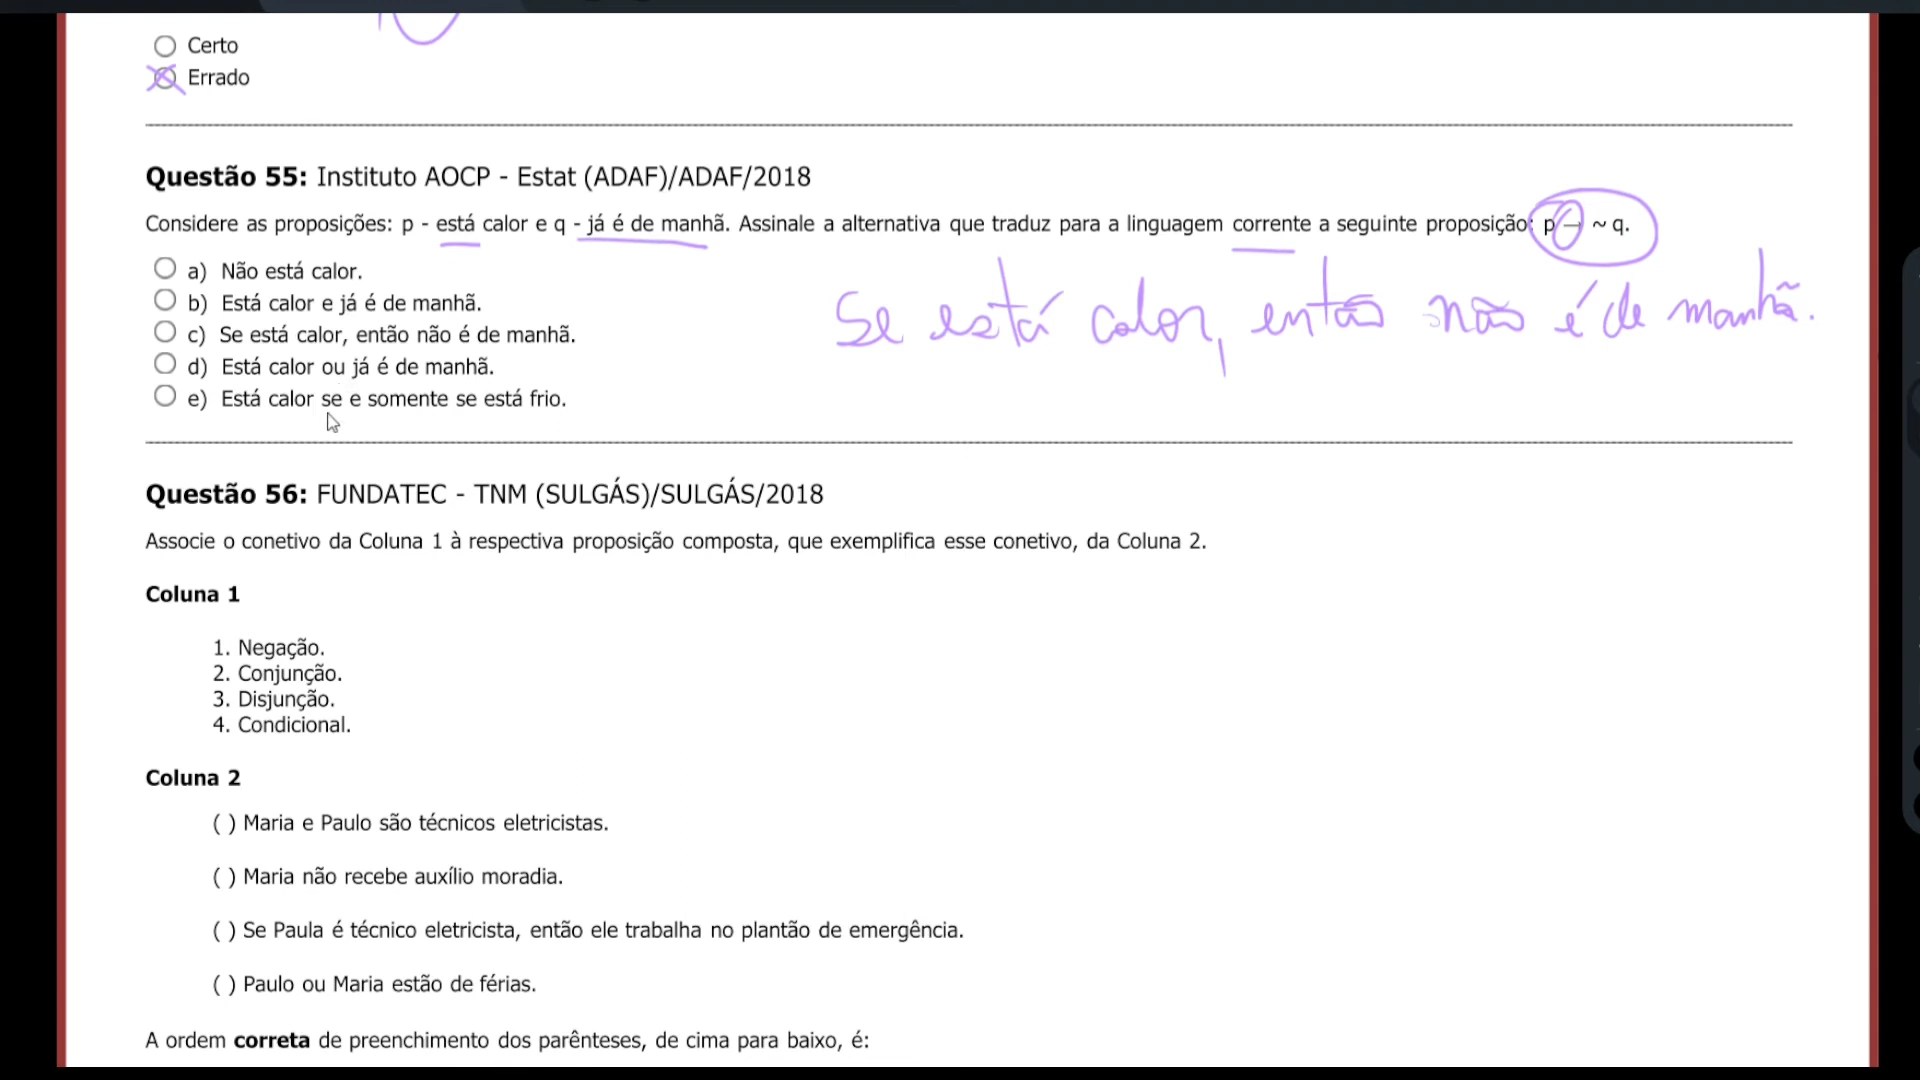 Certo
Errado
Questão 55: Instituto AOCP - Estat (ADAF)/ADAF/2018
Considere as proposições: p - está calor e q - já é de manhã. Assinale a alternativa que traduz para a linguagem corrente a seguinte proposição: p → ~ q.
a) Não está calor.
b) Está calor e já é de manhã.
c) Se está calor, então não é de manhã.
d) Está calor ou já é de manhã.
e) Está calor se e somente se está frio.
Se está calor, então não é de manhã.
Questão 56: FUNDATEC - TNM (SULGÁS)/SULGÁS/2018
Associe o conetivo da Coluna 1 à respectiva proposição composta, que exemplifica esse conetivo, da Coluna 2.
Coluna 1
1. Negação.
2. Conjunção.
3. Disjunção.
4. Condicional.
Coluna 2
( ) Maria e Paulo são técnicos eletricistas.
( ) Maria não recebe auxílio moradia.
( ) Se Paula é técnico eletricista, então ele trabalha no plantão de emergência.
( ) Paulo ou Maria estão de férias.
A ordem correta de preenchimento dos parênteses, de cima para baixo, é: